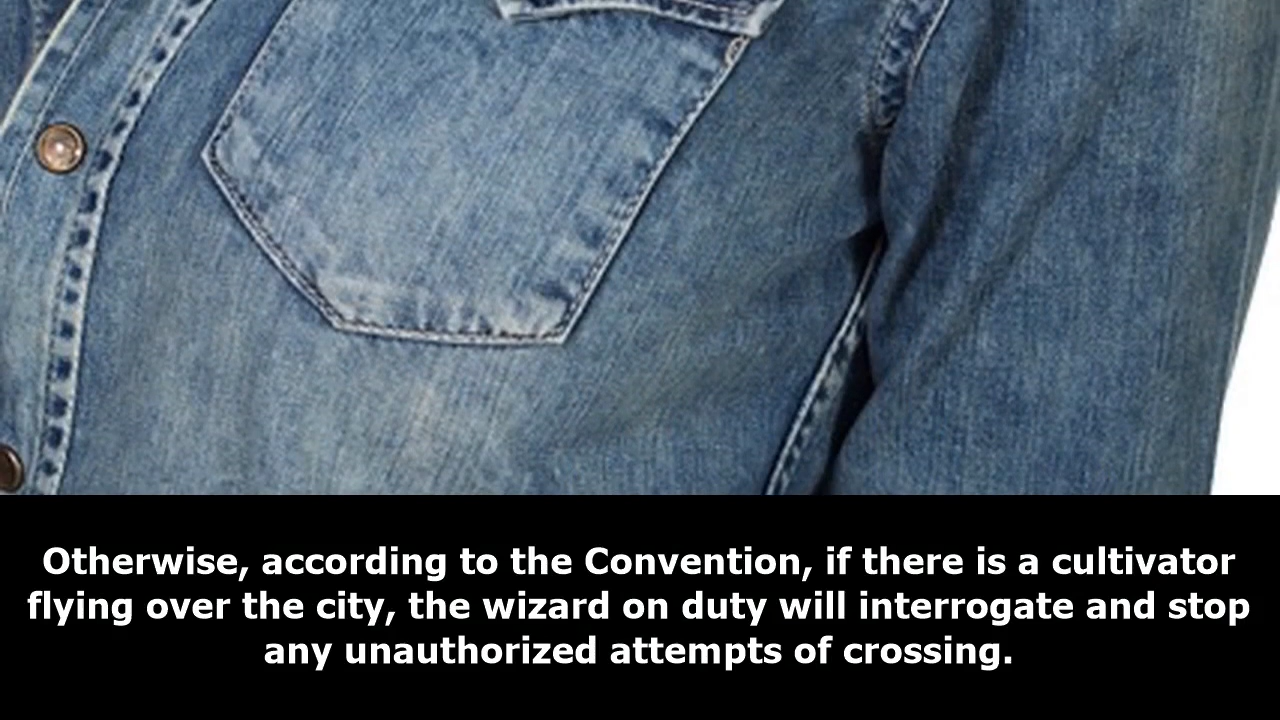 Otherwise, according to the Convention, if there is a cultivator
flying over the city, the wizard on duty will interrogate and stop
any unauthorized attempts of crossing.